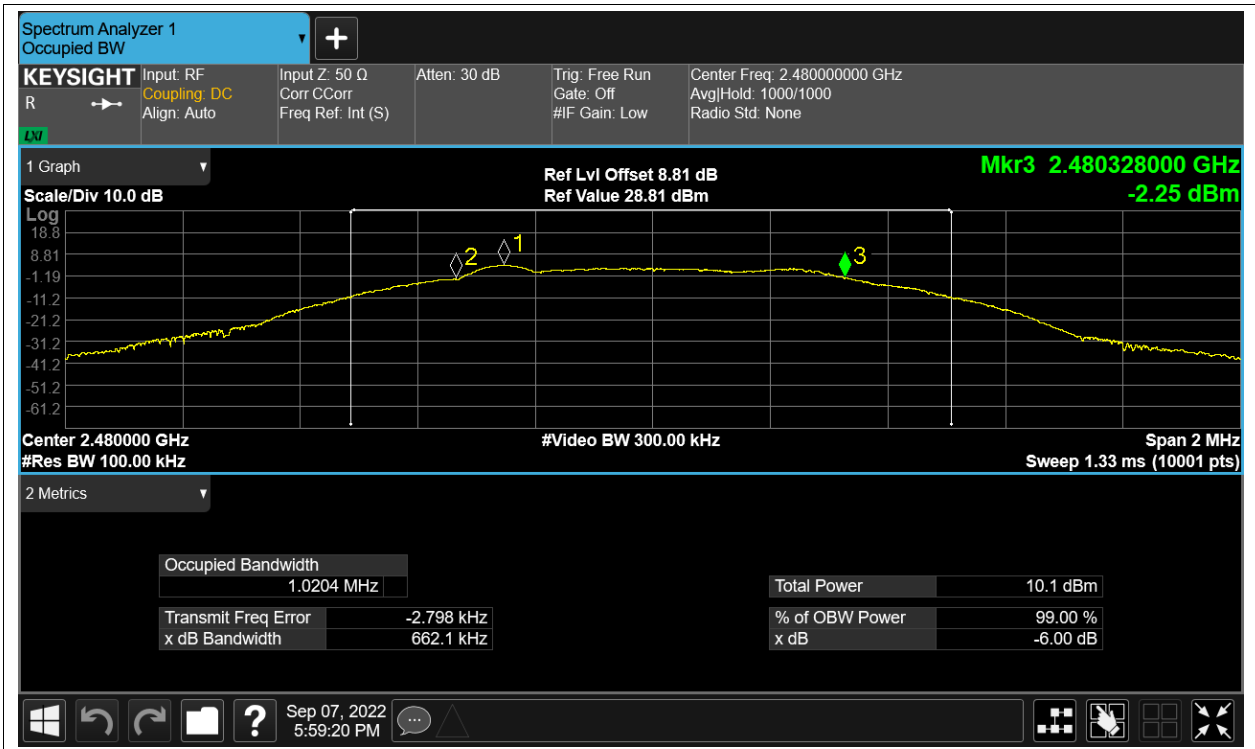 Spectrum Analyzer 1
Occupied BW
KEYSIGHT
R
LXI
Input: RF
Coupling: DC
Align: Auto
Input Z: 50 Ω
Corr CCorr
Freq Ref: Int (S)
Atten: 30 dB
Trig: Free Run
Gate: Off
#IF Gain: Low
Center Freq: 2.480000000 GHz
Avg|Hold: 1000/1000
Radio Std: None
1 Graph
Scale/Div 10.0 dB
Ref Lvl Offset 8.81 dB
Ref Value 28.81 dBm
Mkr3 2.480328000 GHz
-2.25 dBm
Log
18.8
8.81
-1.19
-11.2
-21.2
-31.2
-41.2
-51.2
-61.2
2
1
3
Center 2.480000 GHz
#Res BW 100.00 kHz
#Video BW 300.00 kHz
Span 2 MHz
Sweep 1.33 ms (10001 pts)
2 Metrics
Occupied Bandwidth
1.0204 MHz
Transmit Freq Error -2.798 kHz
x dB Bandwidth 662.1 kHz
Total Power 10.1 dBm
% of OBW Power 99.00 %
x dB -6.00 dB
?
Sep 07, 2022
5:59:20 PM